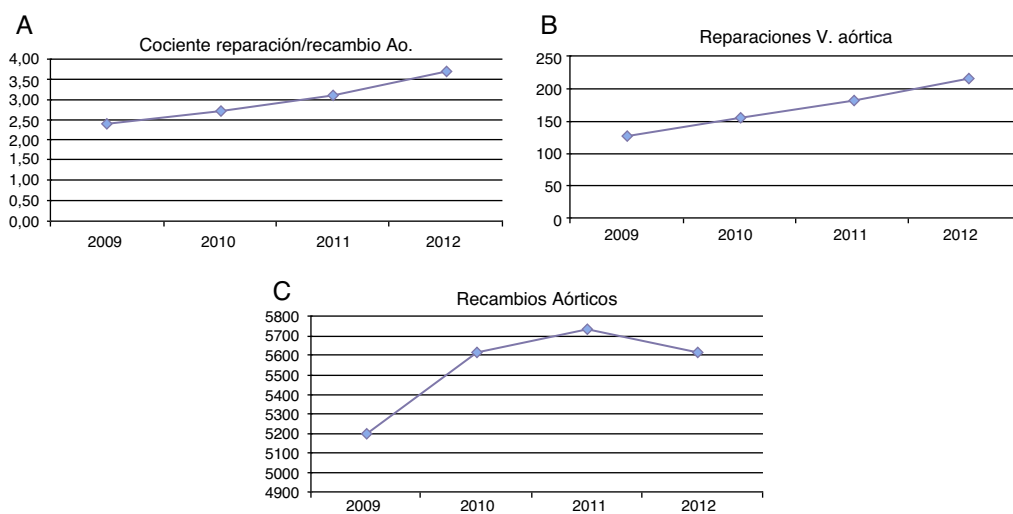 A
Cociente reparación/recambio Ao.
4,00
3,50
3,00
2,50
2,00
1,50
1,00
0,50
0,00
2009 2010 2011 2012
B
Reparaciones V. aórtica
250
200
150
100
50
0
2009 2010 2011 2012
C
Recambios Aórticos
5800
5700
5600
5500
5400
5300
5200
5100
5000
4900
2009 2010 2011 2012